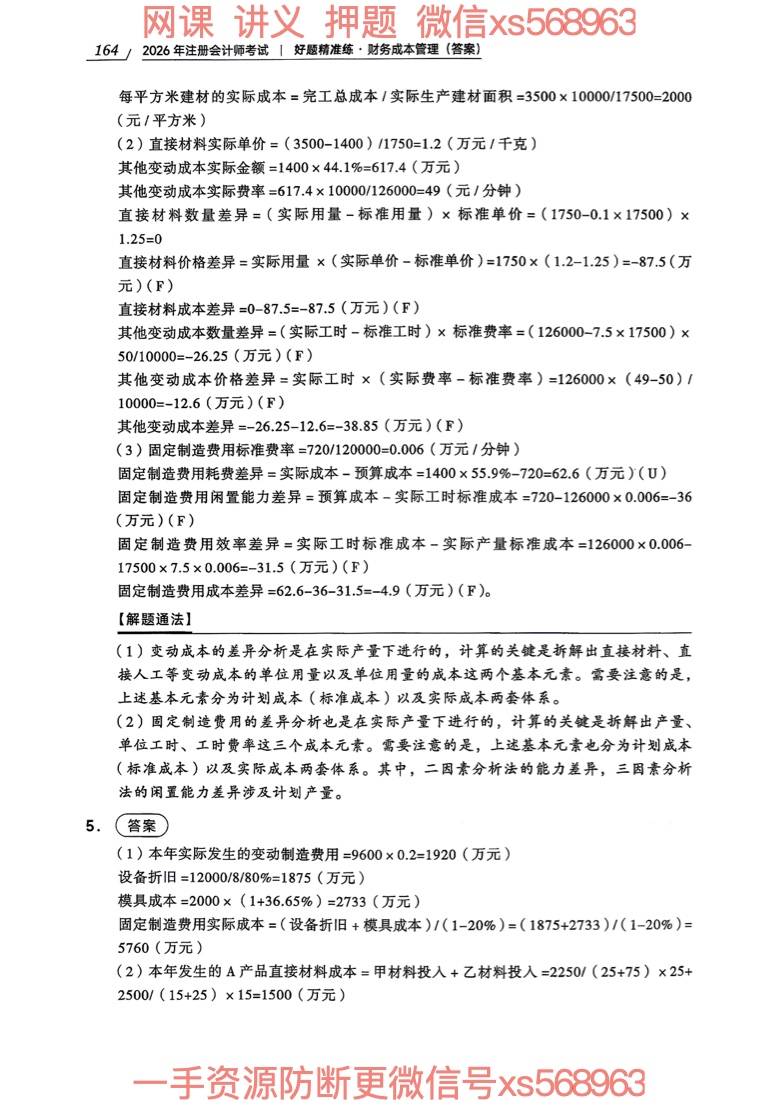 网课 讲义 押题 微信xs568963
164 / 2026年注册会计师考试 | 好题精准练·财务成本管理（答案）
每平方米建材的实际成本=完工总成本/实际生产建材面积=3500×10000/17500=2000
（元/平方米）
（2）直接材料实际单价=（3500-1400）/1750=1.2（万元/千克）
其他变动成本实际金额=1400×44.1%=617.4（万元）
其他变动成本实际费率=617.4×10000/126000=49（元/分钟）
直接材料数量差异=（实际用量-标准用量）×标准单价=（1750-0.1×17500）×
1.25=0
直接材料价格差异=实际用量×（实际单价-标准单价）=1750×（1.2-1.25）=-87.5（万
元）（F）
直接材料成本差异=0-87.5=-87.5（万元）（F）
其他变动成本数量差异=（实际工时-标准工时）×标准费率=（126000-7.5×17500）×
50/10000=-26.25（万元）（F）
其他变动成本价格差异=实际工时×（实际费率-标准费率）=126000×（49-50）/
10000=-12.6（万元）（F）
其他变动成本差异=-26.25-12.6=-38.85（万元）（F）
（3）固定制造费用标准费率=720/120000=0.006（万元/分钟）
固定制造费用耗费差异=实际成本-预算成本=1400×55.9%-720=62.6（万元）（U）
固定制造费用闲置能力差异=预算成本-实际工时标准成本=720-126000×0.006=-36
（万元）（F）
固定制造费用效率差异=实际工时标准成本-实际产量标准成本=126000×0.006-
17500×7.5×0.006=-31.5（万元）（F）
固定制造费用成本差异=62.6-36-31.5=-4.9（万元）（F）。
【解题通法】
（1）变动成本的差异分析是在实际产量下进行的，计算的关键是拆解出直接材料、直
接人工等变动成本的单位用量以及单位用量的成本这两个基本元素。需要注意的是，
上述基本元素分为计划成本（标准成本）以及实际成本两套体系。
（2）固定制造费用的差异分析也是在实际产量下进行的，计算的关键是拆解出产量、
单位工时、工时费率这三个成本元素。需要注意的是，上述基本元素也分为计划成本
（标准成本）以及实际成本两套体系。其中，二因素分析法的能力差异，三因素分析
法的闲置能力差异涉及计划产量。
5. 答案
（1）本年实际发生的变动制造费用=9600×0.2=1920（万元）
设备折旧=12000/8/80%=1875（万元）
模具成本=2000×（1+36.65%）=2733（万元）
固定制造费用实际成本=（设备折旧+模具成本）/（1-20%）=（1875+2733）/（1-20%）=
5760（万元）
（2）本年发生的A产品直接材料成本=甲材料投入+乙材料投入=2250/（25+75）×25+
2500/（15+25）×15=1500（万元）
一手资源防断更微信号xs568963